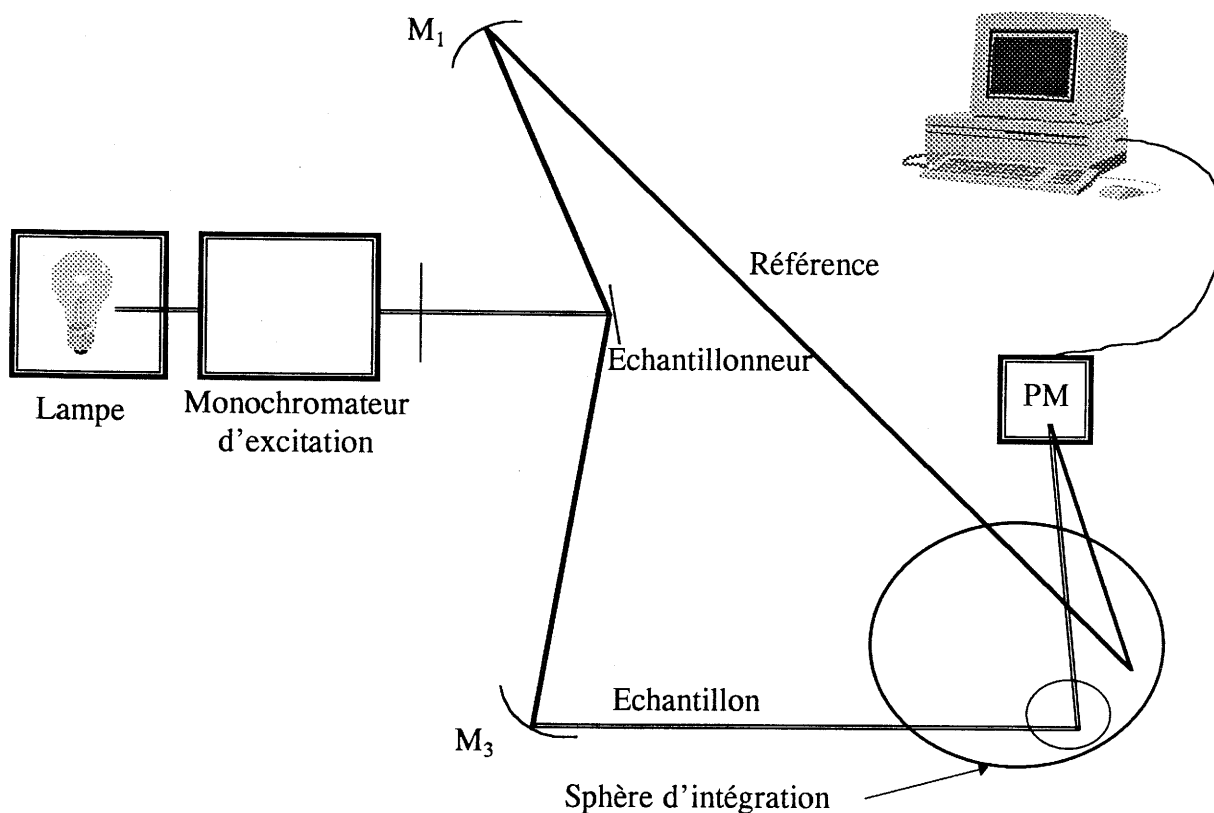 M1
Référence
Echantillonneur
Lampe
Monochromateur
d'excitation
PM
Echantillon
M3
Sphère d'intégration